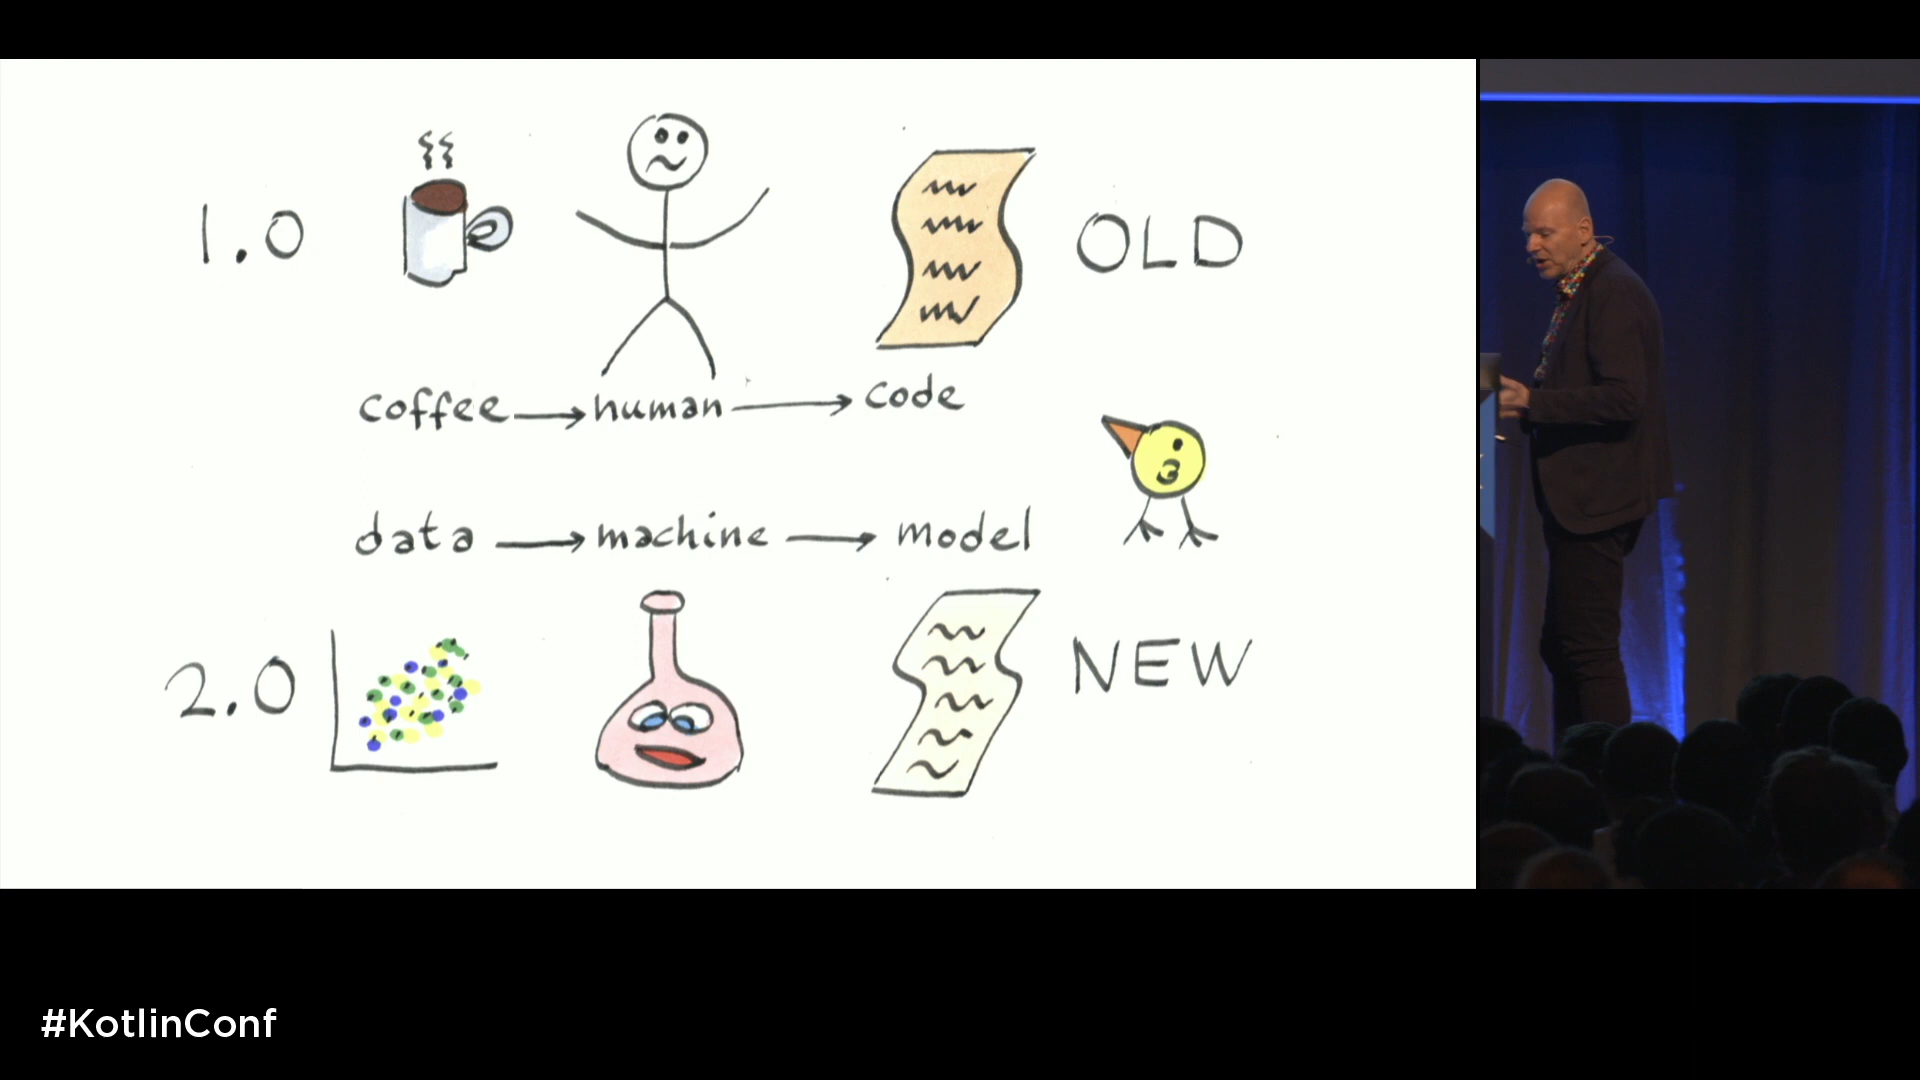 1.0
OLD
coffee → human → code
data → machine → model
2.0
NEW
#KotlinConf